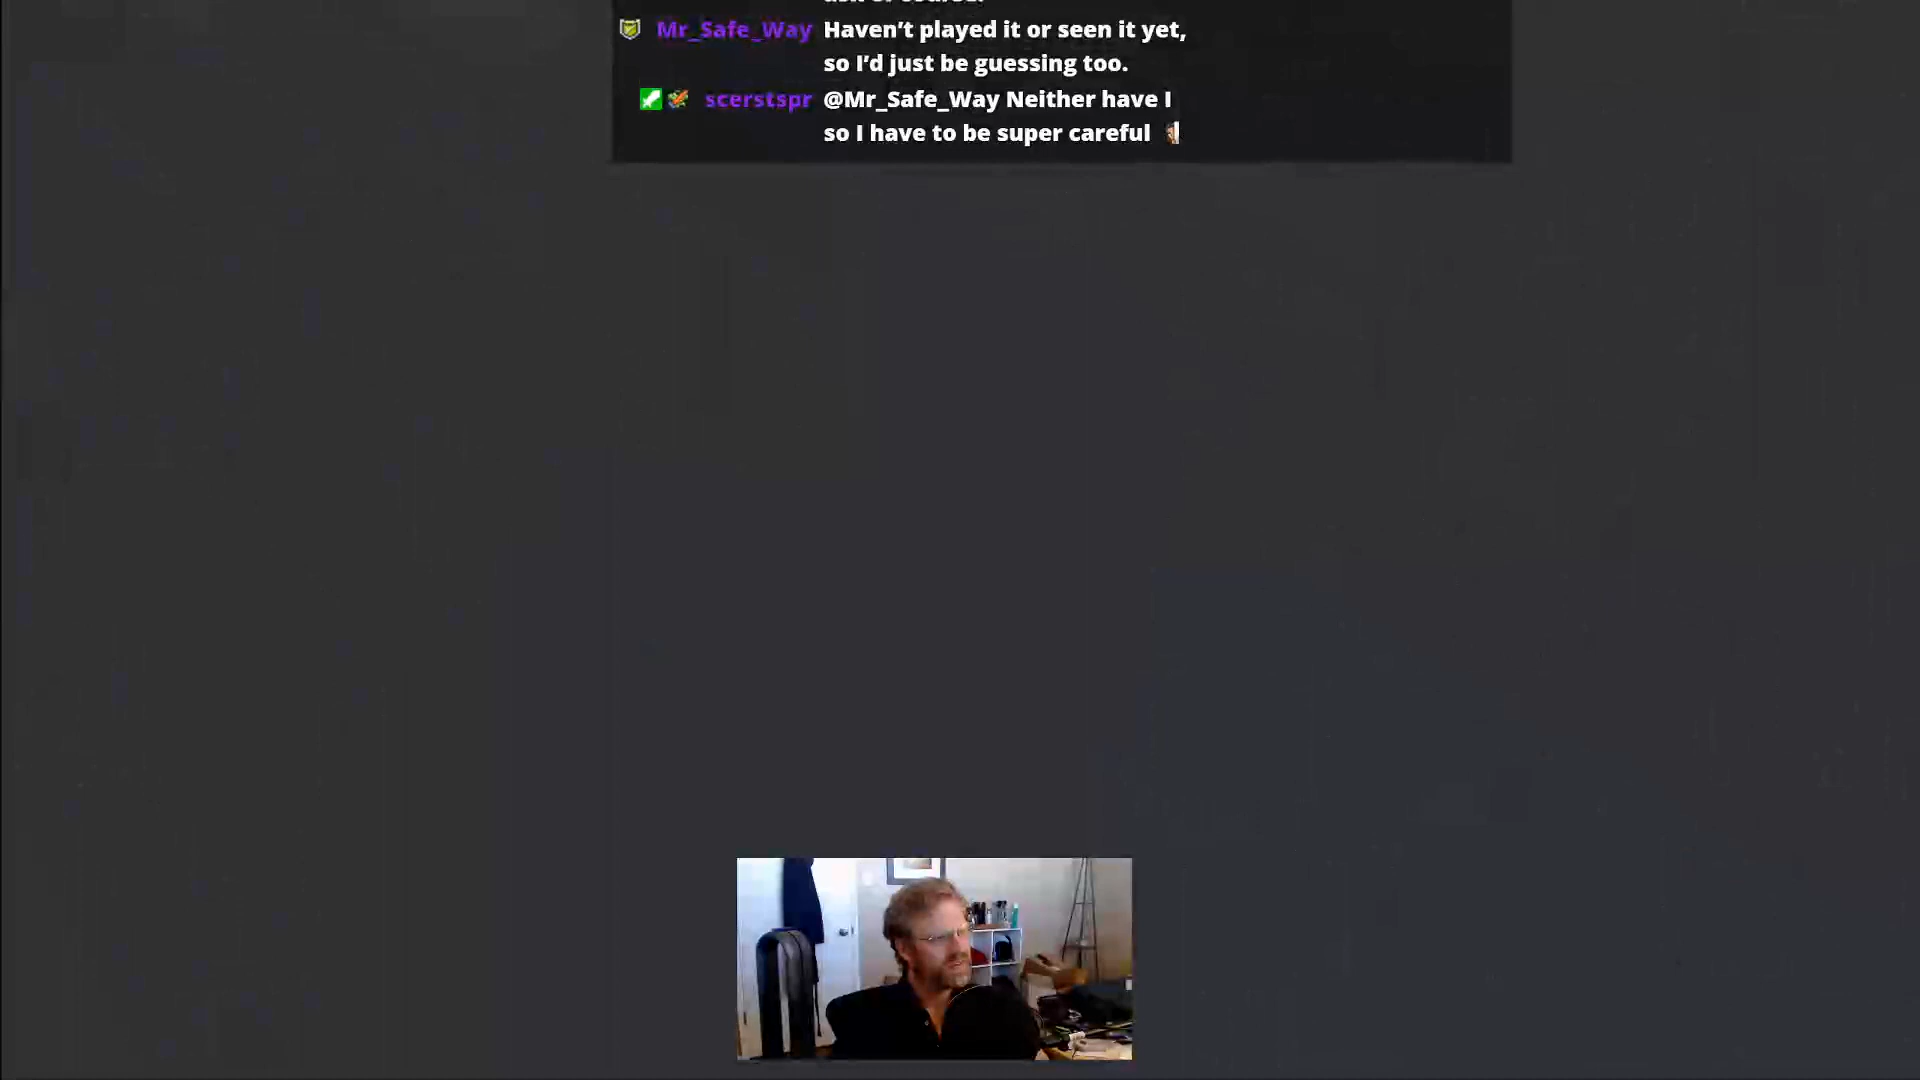 Mr_Safe_Way Haven’t played it or seen it yet,
so I’d just be guessing too.
scerstspr @Mr_Safe_Way Neither have I
so I have to be super careful